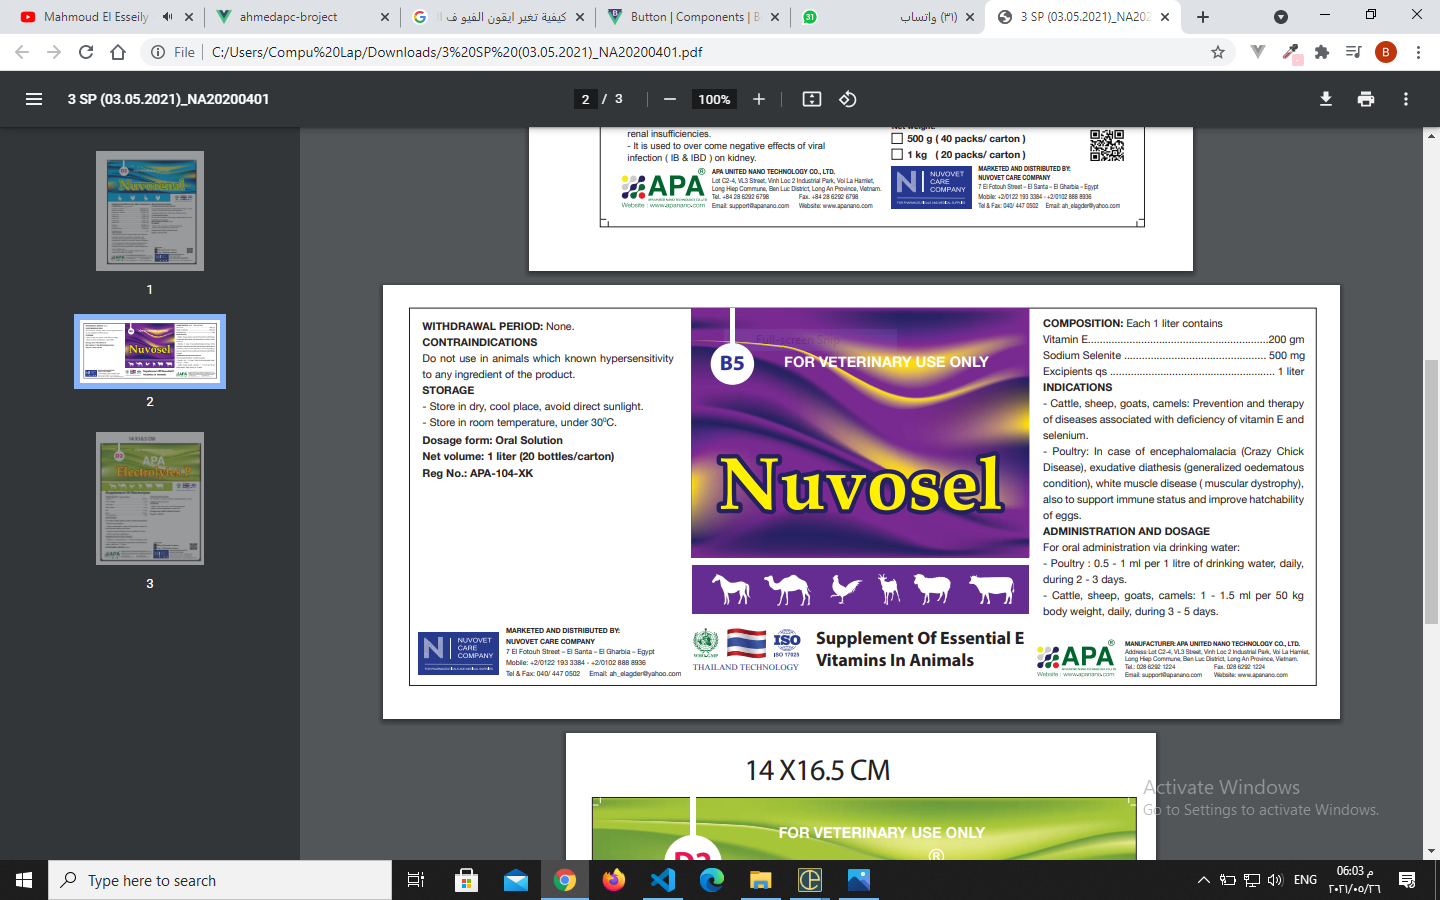 Mahmoud El Esseily
ahmedapc-broject
كيفية تغير ايقون الفيو ف ال
Button | Components | B
(٣١) واتساب
3 SP (03.05.2021)_NA202
File
C:/Users/Compu%20Lap/Downloads/3%20SP%20(03.05.2021)_NA20200401.pdf
B
3 SP (03.05.2021)_NA20200401
2 / 3
100%
1
2
3
renal insufficiencies.
- It is used to over come negative effects of viral
infection ( IB & IBD ) on kidney.
500 g ( 40 packs/ carton )
1 kg ( 20 packs/ carton )
APA
Website : www.apanano.com
APA UNITED NANO TECHNOLOGY CO., LTD.
Lot C2-4, VL3 Street, Vinh Loc 2 Industrial Park, Voi La Hamlet,
Long Hiep Commune, Ben Luc District, Long An Province, Vietnam.
Tel. +84 28 6292 6798 Fax. +84 28 6292 6798
Email: support@apanano.com Website: www.apanano.com
N NUVOVET
CARE
COMPANY
MARKETED AND DISTRIBUTED BY:
NUVOVET CARE COMPANY
7 El Fotouh Street – El Santa – El Gharbia – Egypt
Mobile: +2/0122 193 3384 - +2/0102 888 8936
Tel & Fax: 040/ 447 0502 Email: ah_elagder@yahoo.com
WITHDRAWAL PERIOD: None.
CONTRAINDICATIONS
Do not use in animals which known hypersensitivity
to any ingredient of the product.
STORAGE
- Store in dry, cool place, avoid direct sunlight.
- Store in room temperature, under 30⁰C.
Dosage form: Oral Solution
Net volume: 1 liter (20 bottles/carton)
Reg No.: APA-104-XK
N NUVOVET
CARE
COMPANY
MARKETED AND DISTRIBUTED BY:
NUVOVET CARE COMPANY
7 El Fotouh Street – El Santa – El Gharbia – Egypt
Mobile: +2/0122 193 3384 - +2/0102 888 8936
Tel & Fax: 040/ 447 0502 Email: ah_elagder@yahoo.com
B5
FOR VETERINARY USE ONLY
Nuvosel
WHO-GMP
ISO
ISO 17025
THAILAND TECHNOLOGY
Supplement Of Essential E
Vitamins In Animals
COMPOSITION: Each 1 liter contains
Vitamin E.............................................................200 gm
Sodium Selenite ................................................ 500 mg
Excipients qs ....................................................... 1 liter
INDICATIONS
- Cattle, sheep, goats, camels: Prevention and therapy
of diseases associated with deficiency of vitamin E and
selenium.
- Poultry: In case of encephalomalacia (Crazy Chick
Disease), exudative diathesis (generalized oedematous
condition), white muscle disease ( muscular dystrophy),
also to support immune status and improve hatchability
of eggs.
ADMINISTRATION AND DOSAGE
For oral administration via drinking water:
- Poultry : 0.5 - 1 ml per 1 litre of drinking water, daily,
during 2 - 3 days.
- Cattle, sheep, goats, camels: 1 - 1.5 ml per 50 kg
body weight, daily, during 3 - 5 days.
APA
Website : www.apanano.com
MANUFACTURER: APA UNITED NANO TECHNOLOGY CO., LTD.
Address:Lot C2-4, VL3 Street, Vinh Loc 2 Industrial Park, Voi La Hamlet,
Long Hiep Commune, Ben Luc District, Long An Province, Vietnam.
Tel.: 028 6292 1224 Fax. 028 6292 1224
Email: support@apanano.com Website: www.apanano.com
14 X16.5 CM
FOR VETERINARY USE ONLY
Activate Windows
Go to Settings to activate Windows.
Type here to search
ENG
06:03 م
٢٠٢١/٠٥/٢٦